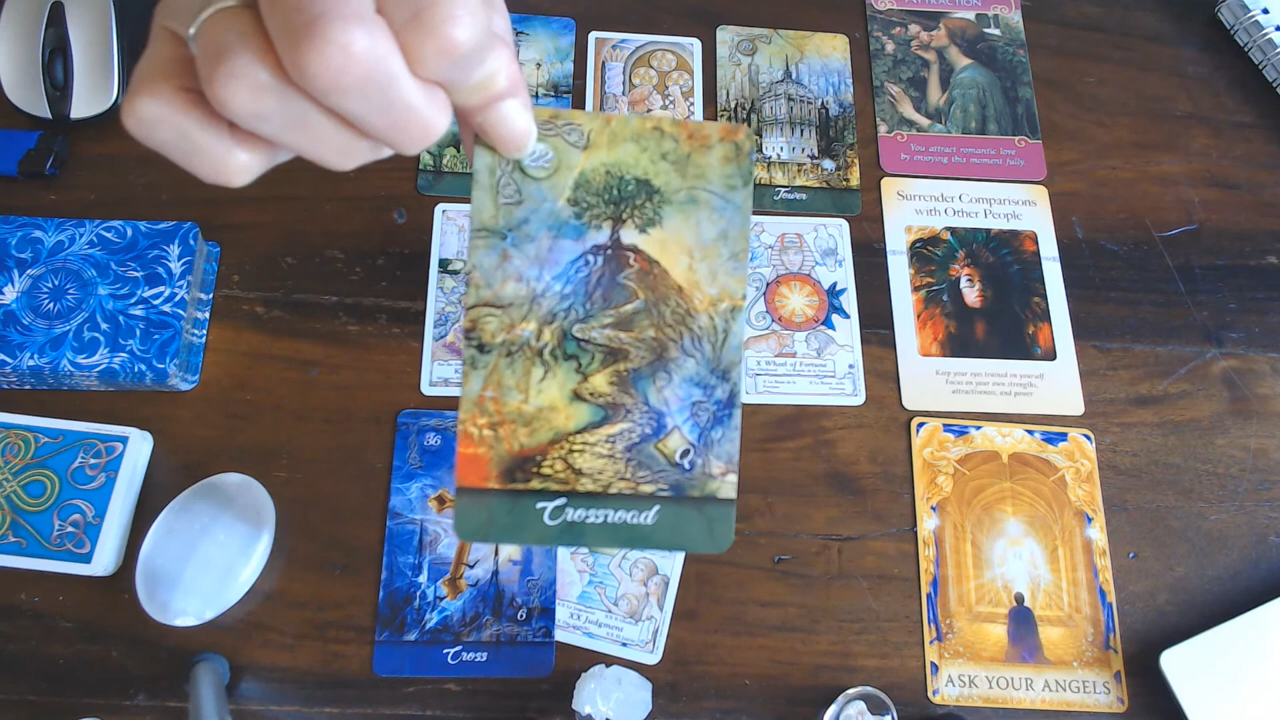 ATTRACTION
You attract romantic love
by enjoying this moment fully.
Tower
22
Crossroad
Q
Surrender Comparisons
with Other People
Keep your eyes trained on yourself.
Focus on your own strengths,
attractiveness, and power
X Wheel of Fortune
36
9
Cross
XX Judgment
ASK YOUR ANGELS